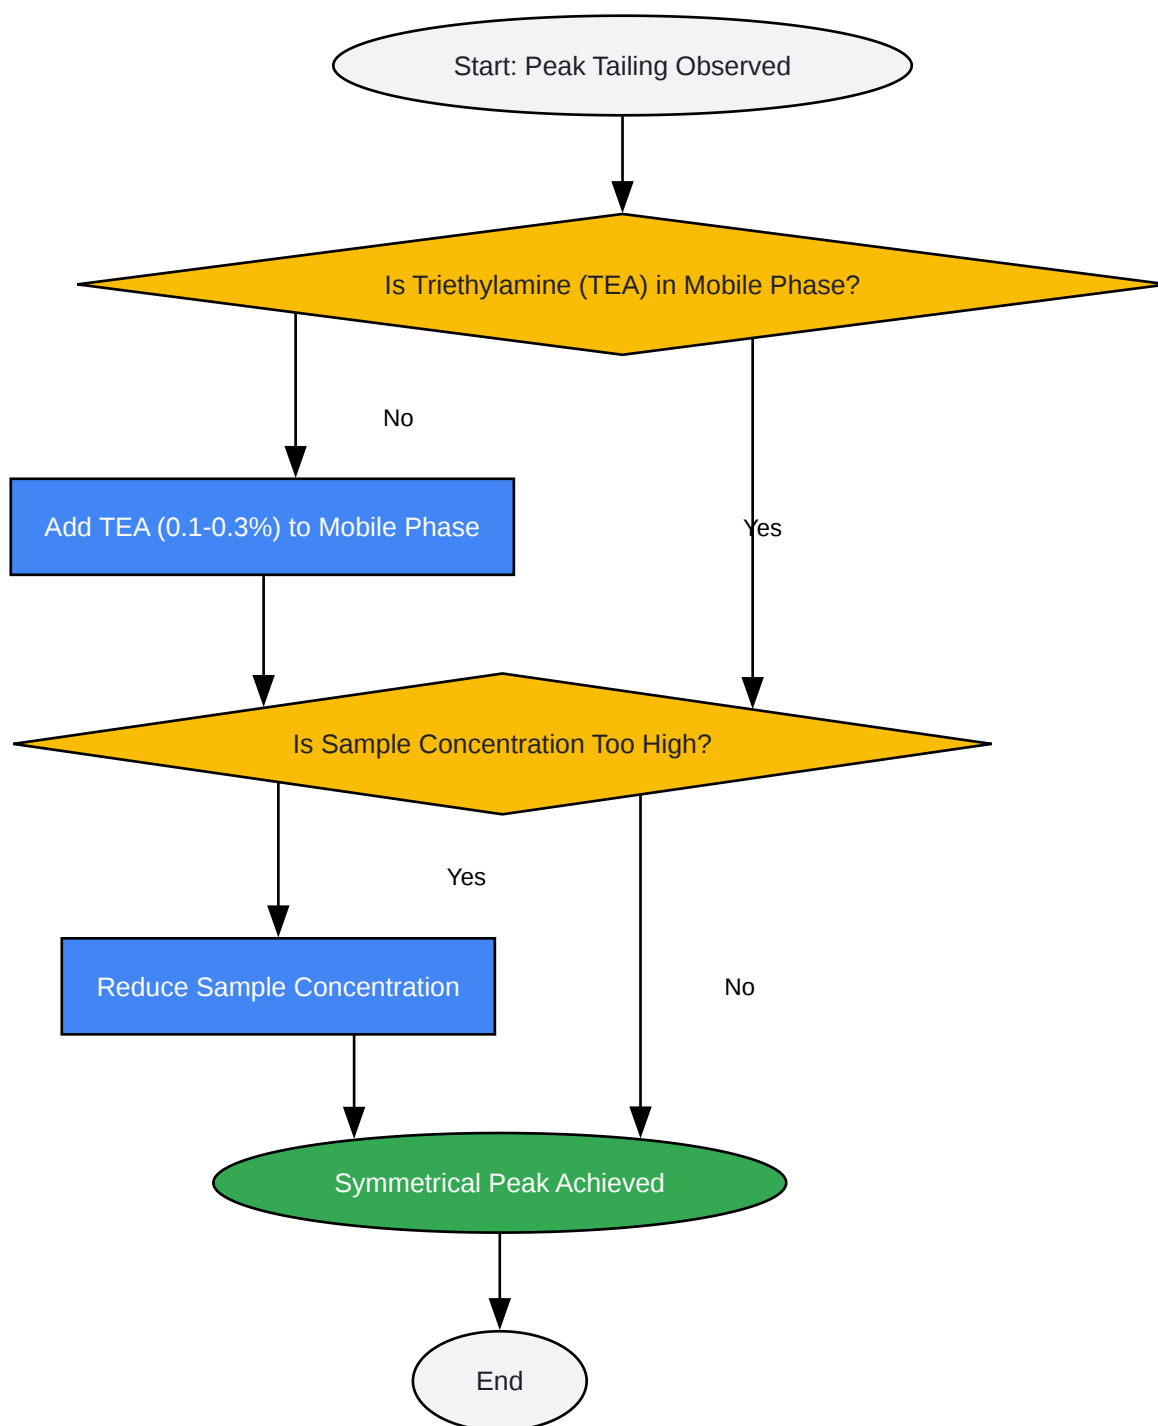 Start: Peak Tailing Observed
Is Triethylamine (TEA) in Mobile Phase?
No
Add TEA (0.1-0.3%) to Mobile Phase
Yes
Is Sample Concentration Too High?
Yes
Reduce Sample Concentration
No
Symmetrical Peak Achieved
End